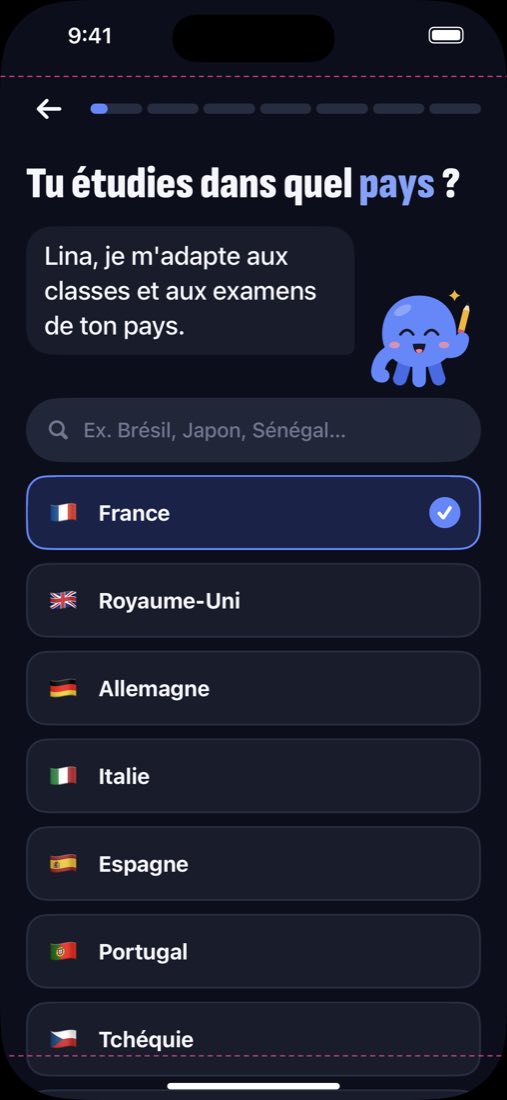 9:41
Tu étudies dans quel pays ?
Lina, je m'adapte aux
classes et aux examens
de ton pays.
Ex. Brésil, Japon, Sénégal...
France
Royaume-Uni
Allemagne
Italie
Espagne
Portugal
Tchéquie